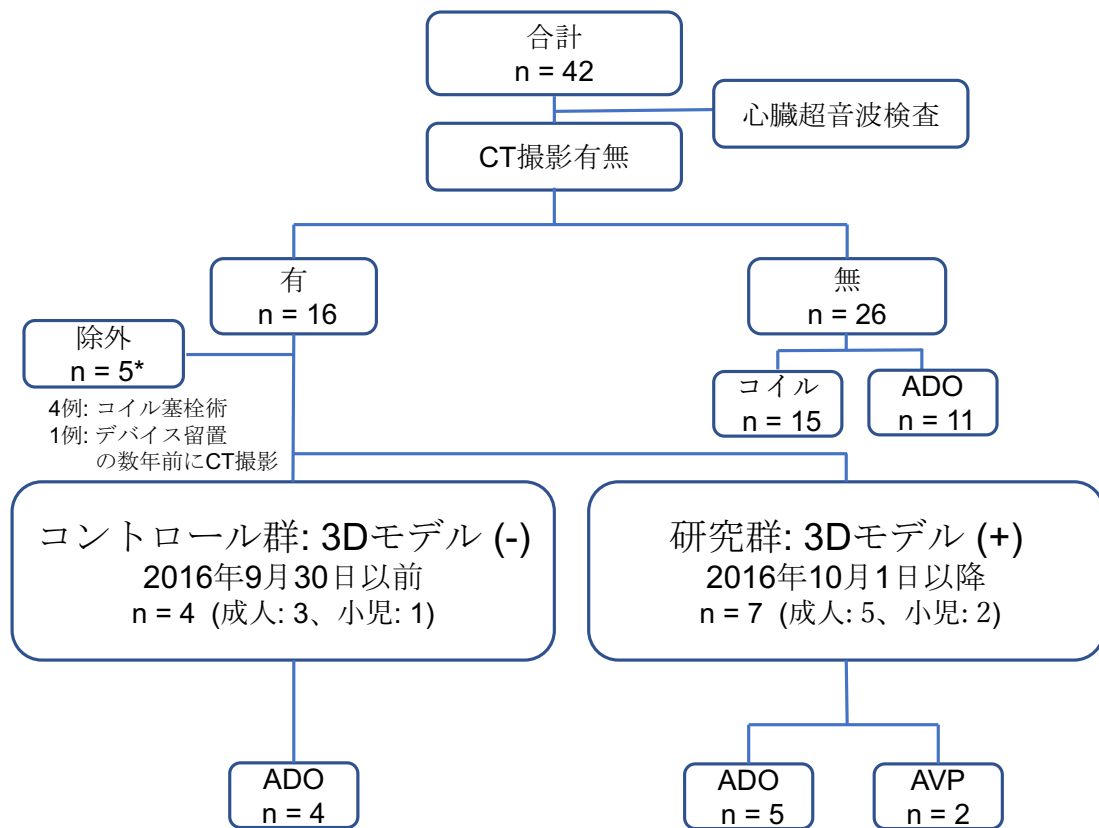 合計
n = 42
心臓超音波検査
CT撮影有無
有
n = 16
無
n = 26
除外
n = 5*
4例: コイル塞栓術
1例: デバイス留置
の数年前にCT撮影
コイル
n = 15
ADO
n = 11
コントロール群: 3Dモデル (-)
2016年9月30日以前
n = 4 (成人: 3、小児: 1)
研究群: 3Dモデル (+)
2016年10月1日以降
n = 7 (成人: 5、小児: 2)
ADO
n = 4
ADO
n = 5
AVP
n = 2